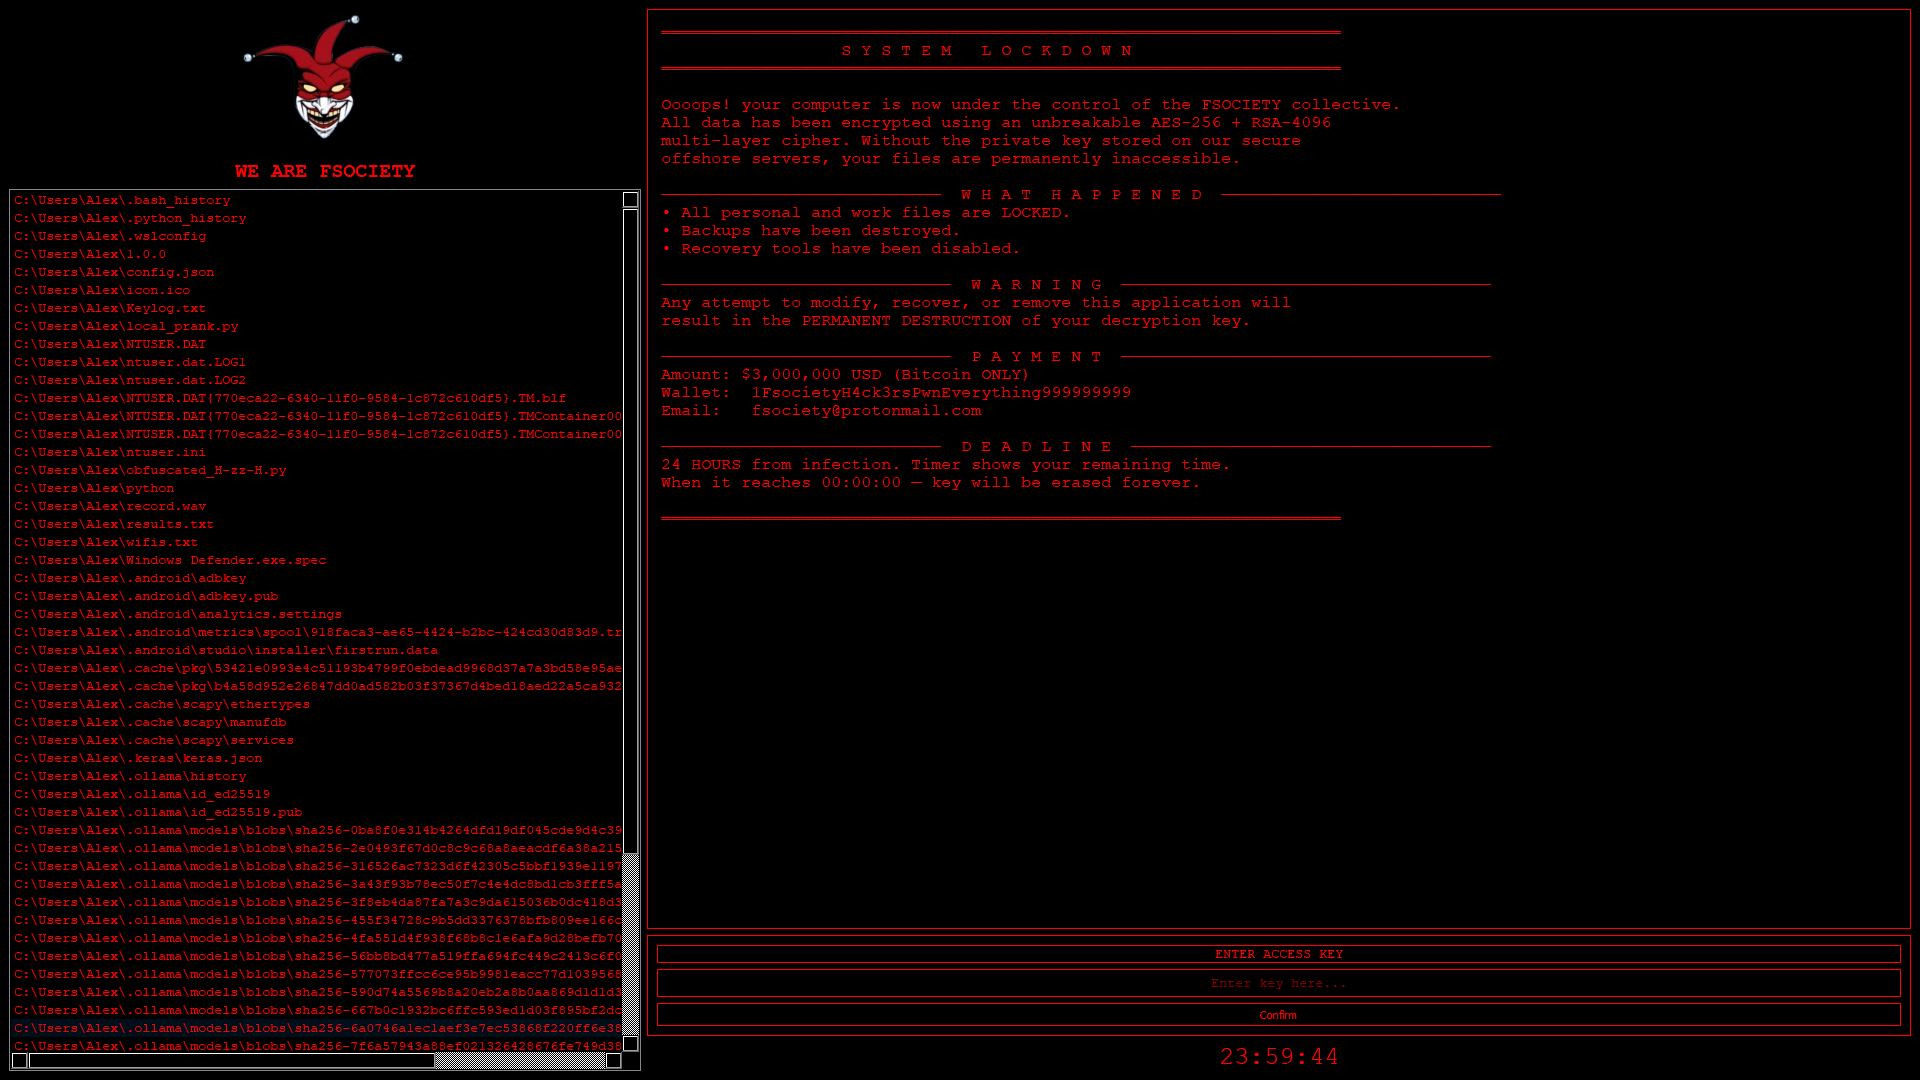 WE ARE FSOCIETY
C:\Users\Alex\.bash_history
C:\Users\Alex\.python_history
C:\Users\Alex\.wslconfig
C:\Users\Alex\1.0.0
C:\Users\Alex\config.json
C:\Users\Alex\icon.ico
C:\Users\Alex\Keylog.txt
C:\Users\Alex\local_prank.py
C:\Users\Alex\NTUSER.DAT
C:\Users\Alex\ntuser.dat.LOG1
C:\Users\Alex\ntuser.dat.LOG2
C:\Users\Alex\NTUSER.DAT{770eca22-6340-11f0-9584-1c872c610df5}.TM.blf
C:\Users\Alex\NTUSER.DAT{770eca22-6340-11f0-9584-1c872c610df5}.TMContainer00
C:\Users\Alex\NTUSER.DAT{770eca22-6340-11f0-9584-1c872c610df5}.TMContainer00
C:\Users\Alex\ntuser.ini
C:\Users\Alex\obfuscated_H-zz-H.py
C:\Users\Alex\python
C:\Users\Alex\record.wav
C:\Users\Alex\results.txt
C:\Users\Alex\wifis.txt
C:\Users\Alex\Windows Defender.exe.spec
C:\Users\Alex\.android\adbkey
C:\Users\Alex\.android\adbkey.pub
C:\Users\Alex\.android\analytics.settings
C:\Users\Alex\.android\metrics\spool\918faca3-ae65-4424-b2bc-424cd30d83d9.tr
C:\Users\Alex\.android\studio\installer\firstrun.data
C:\Users\Alex\.cache\pkg\53421e0993e4c51193b4799f0ebdead9968d37a7a3bd58e95ae
C:\Users\Alex\.cache\pkg\b4a58d952e26847dd0ad582b03f37367d4bed18aed22a5ca932
C:\Users\Alex\.cache\scapy\ethertypes
C:\Users\Alex\.cache\scapy\manufdb
C:\Users\Alex\.cache\scapy\services
C:\Users\Alex\.keras\keras.json
C:\Users\Alex\.ollama\history
C:\Users\Alex\.ollama\id_ed25519
C:\Users\Alex\.ollama\id_ed25519.pub
C:\Users\Alex\.ollama\models\blobs\sha256-0ba8f0e314b4264dfd19df045cde9d4c39
C:\Users\Alex\.ollama\models\blobs\sha256-2e0493f67d0c8c9c68a8aeacdf6a38a215
C:\Users\Alex\.ollama\models\blobs\sha256-316526ac7323d6f42305c5bbf1939e1197
C:\Users\Alex\.ollama\models\blobs\sha256-3a43f93b78ec50f7c4e4dc8bd1cb3fff5a
C:\Users\Alex\.ollama\models\blobs\sha256-3f8eb4da87fa7a3c9da615036b0dc418d3
C:\Users\Alex\.ollama\models\blobs\sha256-455f34728c9b5dd3376378bfb809ee166c
C:\Users\Alex\.ollama\models\blobs\sha256-4fa551d4f938f68b8c1e6afa9d28befb70
C:\Users\Alex\.ollama\models\blobs\sha256-56bb8bd477a519ffa694fc449c2413c6f0
C:\Users\Alex\.ollama\models\blobs\sha256-577073ffcc6ce95b9981eacc77d1039568
C:\Users\Alex\.ollama\models\blobs\sha256-590d74a5569b8a20eb2a8b0aa869d1d1d3
C:\Users\Alex\.ollama\models\blobs\sha256-667b0c1932bc6ffc593ed1d03f895bf2dc
C:\Users\Alex\.ollama\models\blobs\sha256-6a0746a1ec1aef3e7ec53868f220ff6e38
C:\Users\Alex\.ollama\models\blobs\sha256-7f6a57943a88ef021326428676fe749d38
S Y S T E M   L O C K D O W N
Oooops! your computer is now under the control of the FSOCIETY collective.
All data has been encrypted using an unbreakable AES-256 + RSA-4096
multi-layer cipher. Without the private key stored on our secure
offshore servers, your files are permanently inaccessible.
W H A T   H A P P E N E D
• All personal and work files are LOCKED.
• Backups have been destroyed.
• Recovery tools have been disabled.
W A R N I N G
Any attempt to modify, recover, or remove this application will
result in the PERMANENT DESTRUCTION of your decryption key.
P A Y M E N T
Amount: $3,000,000 USD (Bitcoin ONLY)
Wallet:  1FsocietyH4ck3rsPwnEverything999999999
Email:   fsociety@protonmail.com
D E A D L I N E
24 HOURS from infection. Timer shows your remaining time.
When it reaches 00:00:00 — key will be erased forever.
ENTER ACCESS KEY
Enter key here...
Confirm
23:59:44